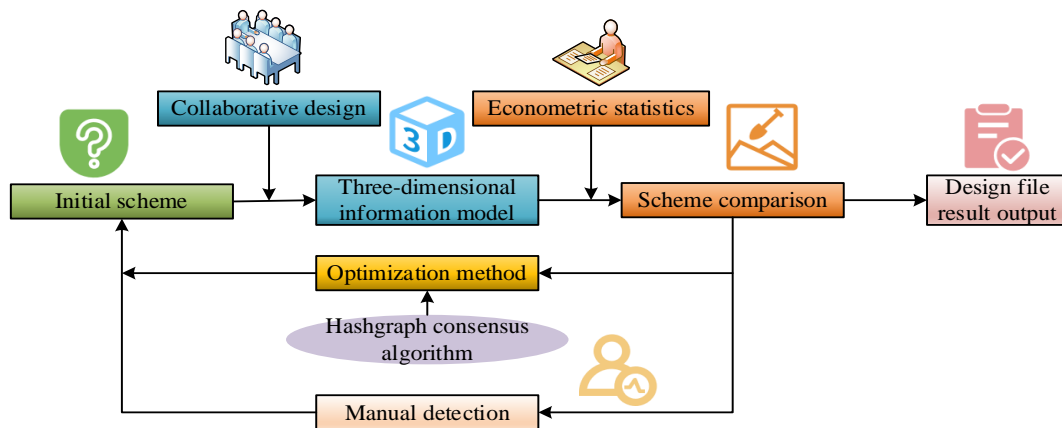 Collaborative design
Econometric statistics
3D
Initial scheme
Three-dimensional
information model
Scheme comparison
Design file
result output
Optimization method
Hashgraph consensus
algorithm
Manual detection